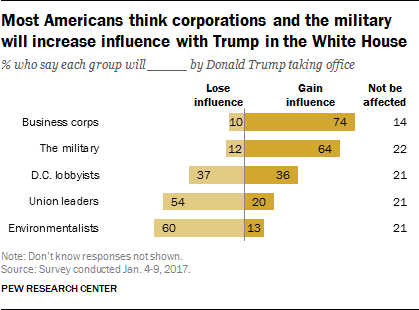 Most Americans think corporations and the military
will increase influence with Trump in the White House
% who say each group will ______ by Donald Trump taking office
Lose influence Gain influence Not be affected
Business corps 10 74 14
The military 12 64 22
D.C. lobbyists 37 36 21
Union leaders 54 20 21
Environmentalists 60 13 21
Note: Don't know responses not shown.
Source: Survey conducted Jan. 4-9, 2017.
PEW RESEARCH CENTER